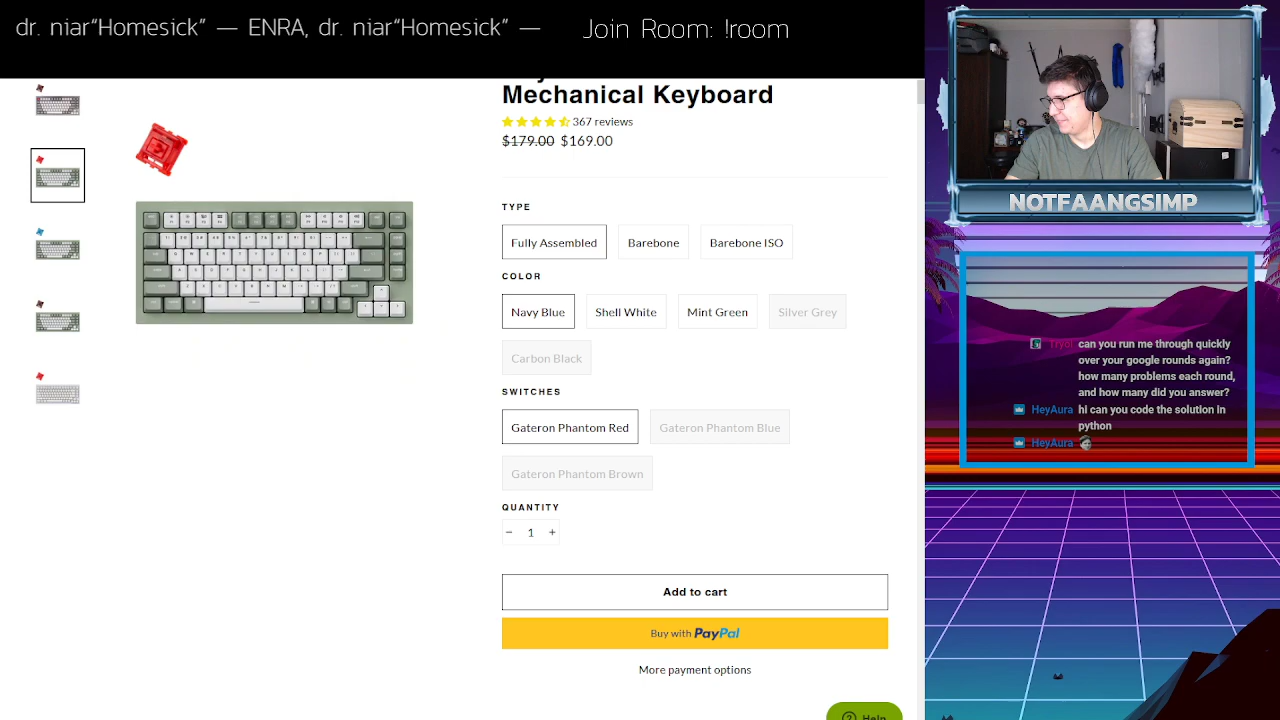 dr. niar“Homesick” — ENRA, dr. niar“Homesick” —
Join Room: !room
Mechanical Keyboard
367 reviews
$179.00 $169.00
TYPE
Fully Assembled
Barebone
Barebone ISO
COLOR
Navy Blue
Shell White
Mint Green
Silver Grey
Carbon Black
SWITCHES
Gateron Phantom Red
Gateron Phantom Blue
Gateron Phantom Brown
QUANTITY
− 1 +
Add to cart
Buy with PayPal
More payment options
Help
NOTFAANGSIMP
Tryol can you run me through quickly
over your google rounds again?
how many problems each round,
and how many did you answer?
HeyAura hi can you code the solution in
python
HeyAura